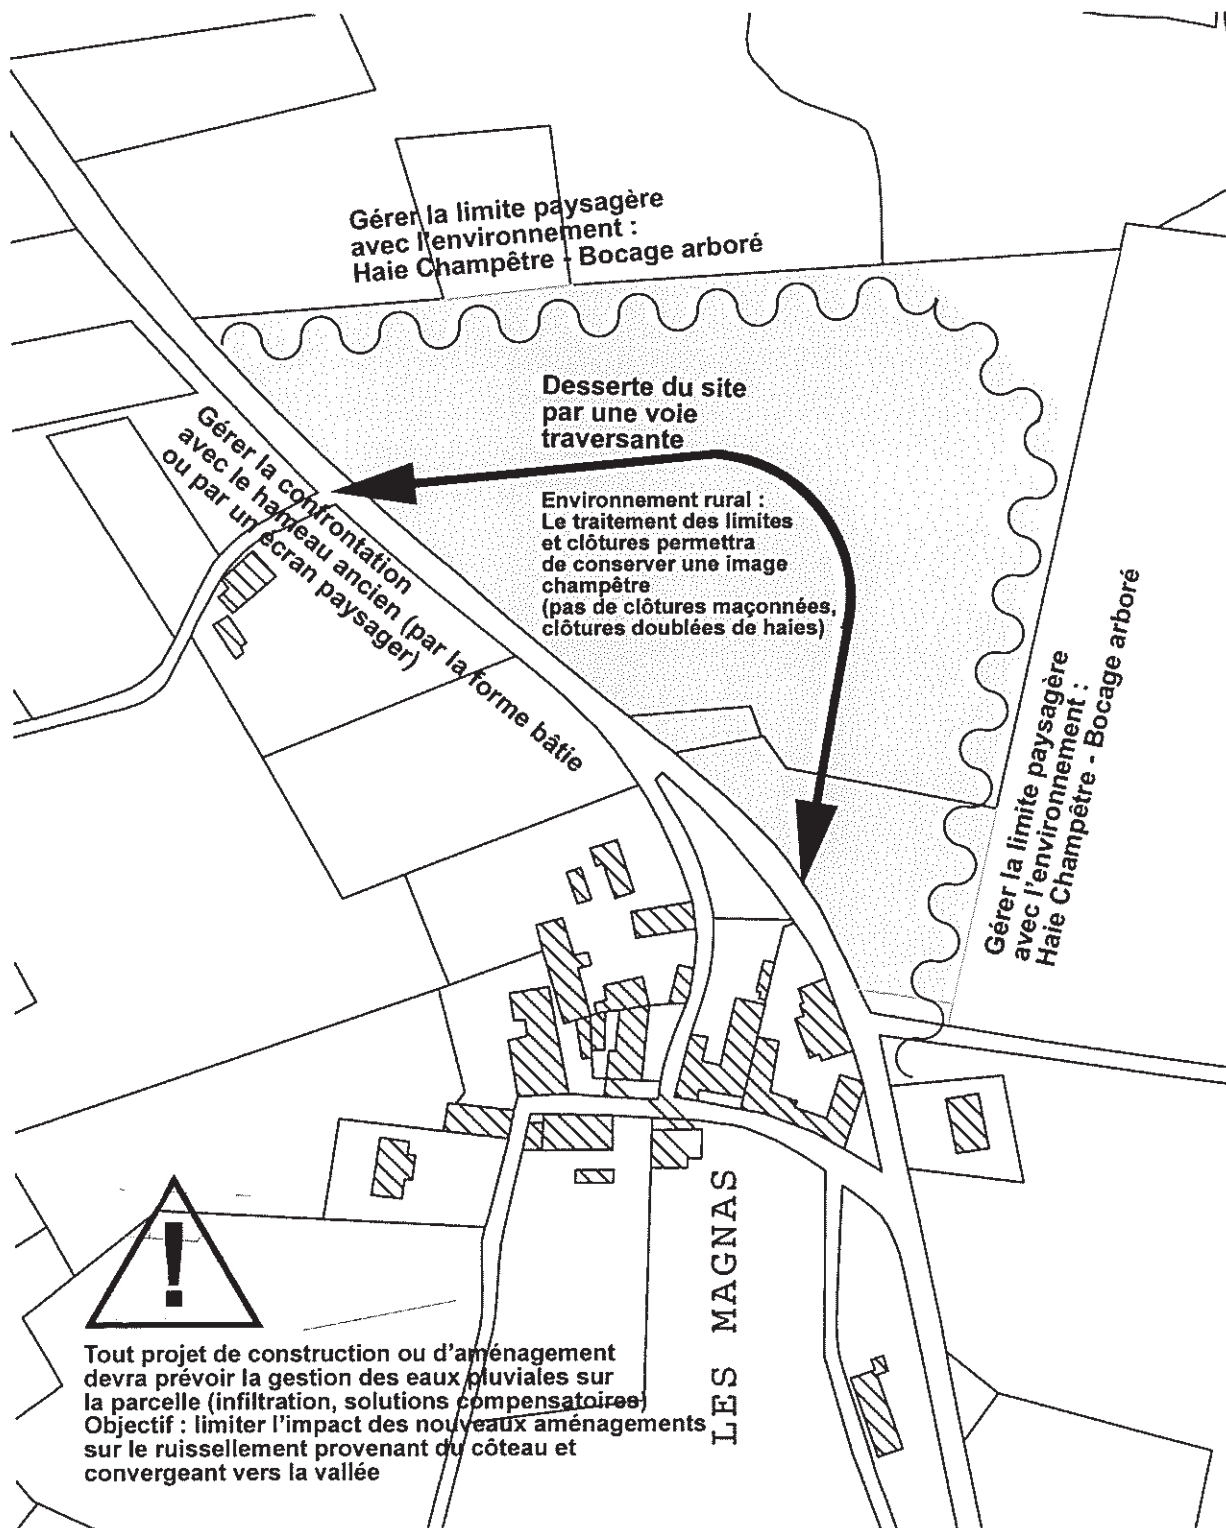 Gérer la limite paysagère
avec l'environnement :
Haie Champêtre - Bocage arboré
Desserte du site
par une voie
traversante
Gérer la confrontation
avec le hameau ancien (par la forme bâtie
ou par un écran paysager)
Environnement rural :
Le traitement des limites
et clôtures permettra
de conserver une image
champêtre
(pas de clôtures maçonnées,
clôtures doublées de haies)
Gérer la limite paysagère
avec l'environnement :
Haie Champêtre - Bocage arboré
LES MAGNAS
!
Tout projet de construction ou d'aménagement
devra prévoir la gestion des eaux pluviales sur
la parcelle (infiltration, solutions compensatoires)
Objectif : limiter l'impact des nouveaux aménagements
sur le ruissellement provenant du côteau et
convergeant vers la vallée